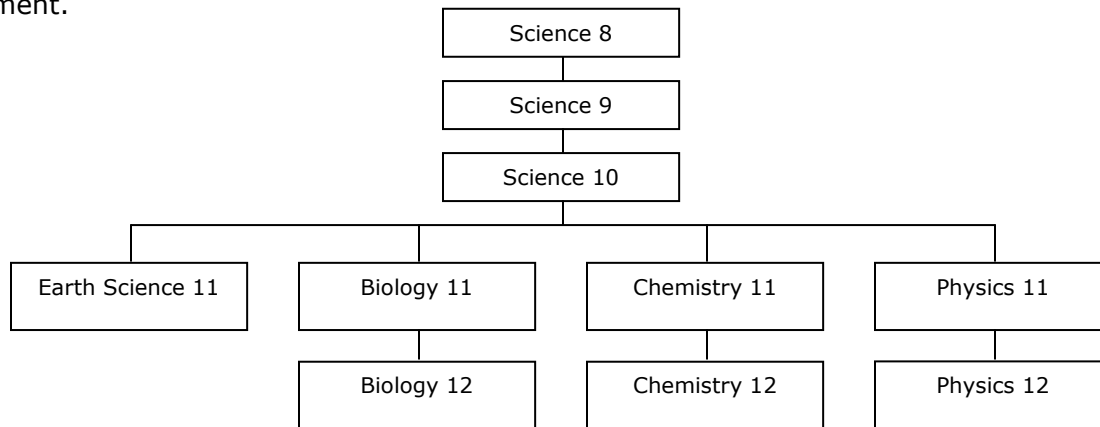 Science 8
Science 9
Science 10
Earth Science 11 Biology 11 Chemistry 11 Physics 11
Biology 12 Chemistry 12 Physics 12